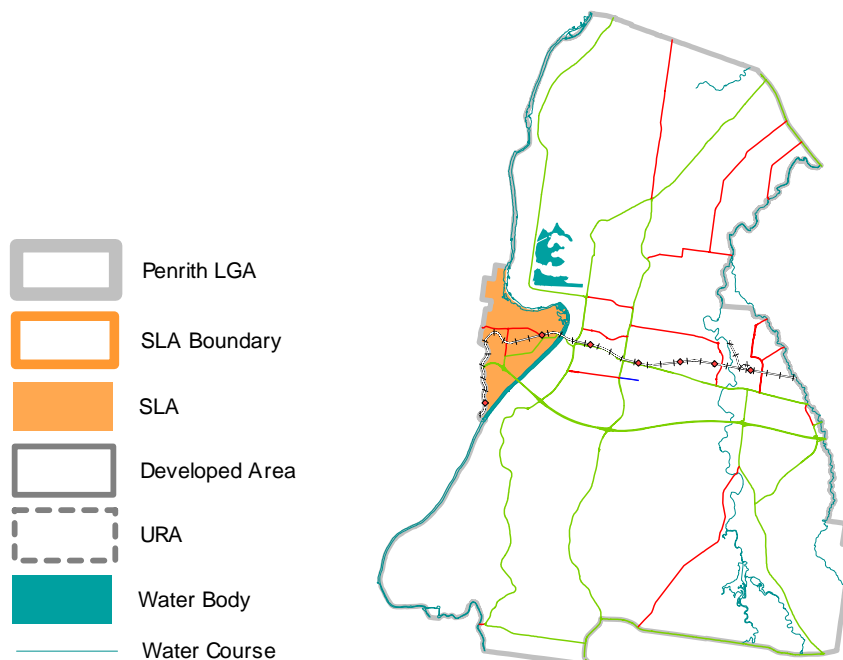 Penrith LGA
SLA Boundary
SLA
Developed Area
URA
Water Body
Water Course